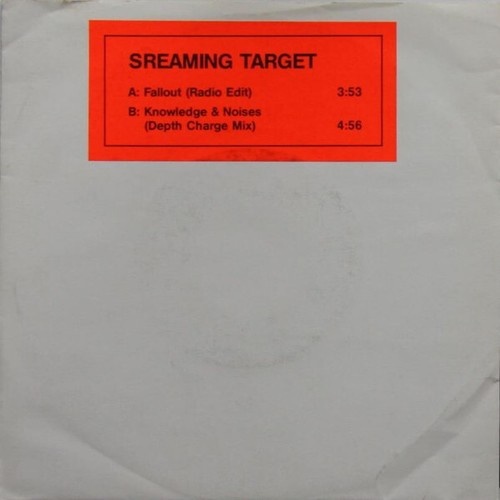 SREAMING TARGET
A: Fallout (Radio Edit) 3:53
B: Knowledge & Noises
(Depth Charge Mix) 4:56